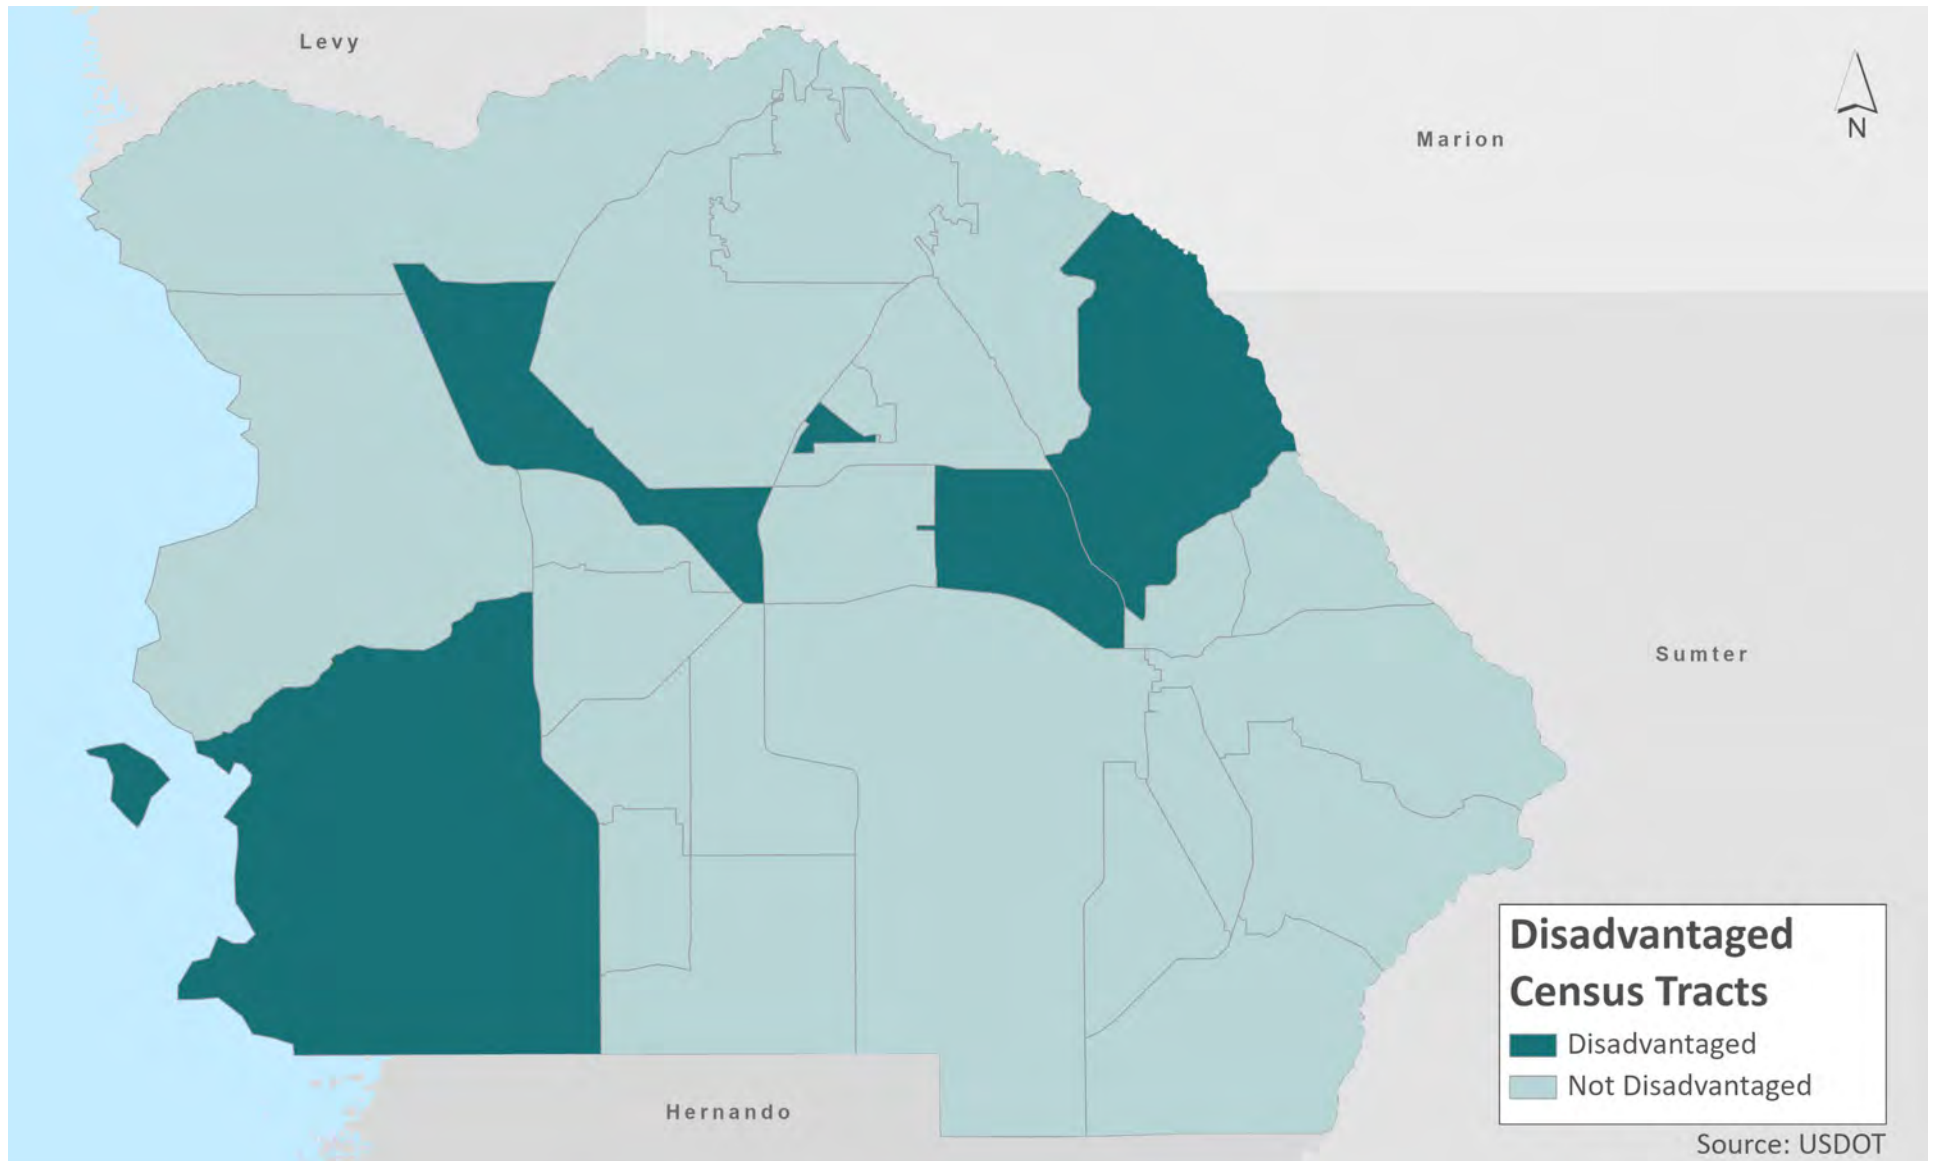 Levy
Marion
N
Sumter
Disadvantaged
Census Tracts
Disadvantaged
Not Disadvantaged
Hernando
Source: USDOT